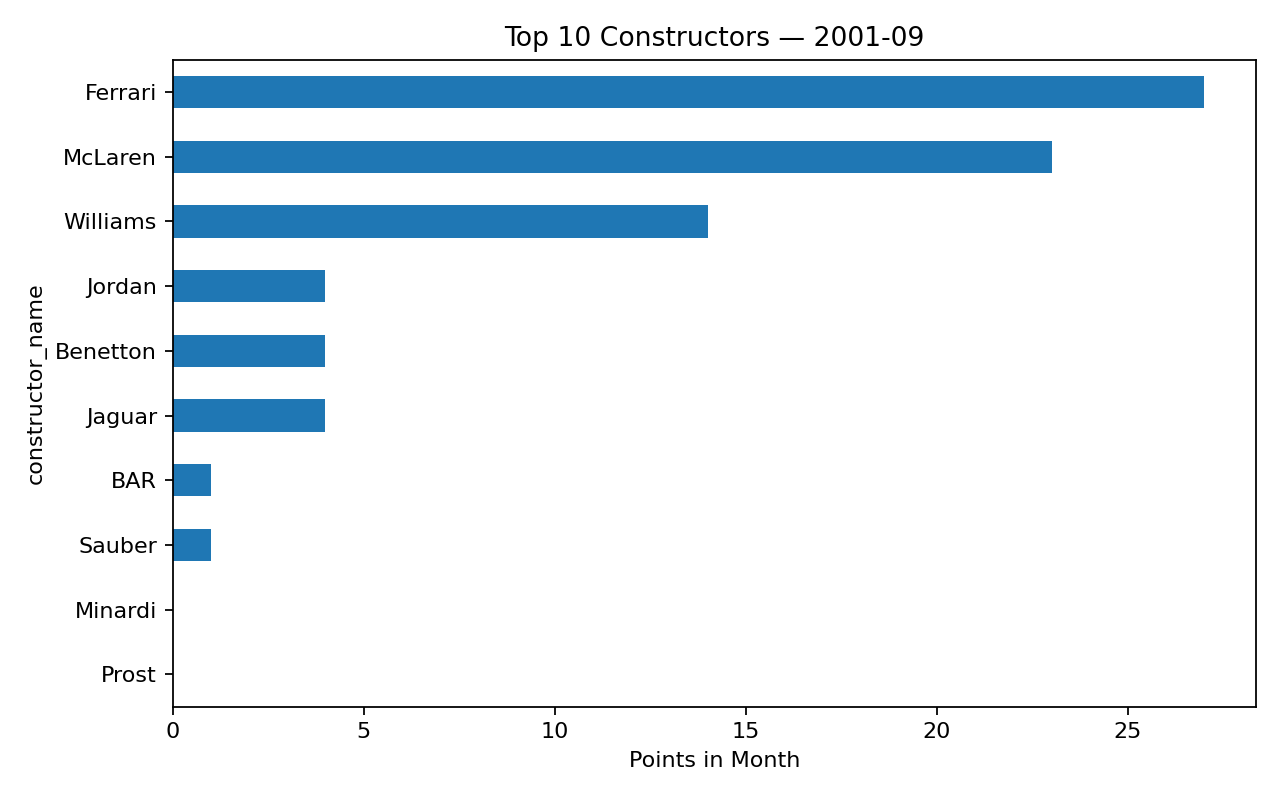 Top 10 Constructors — 2001-09
constructor_name
Ferrari
McLaren
Williams
Jordan
Benetton
Jaguar
BAR
Sauber
Minardi
Prost
0 5 10 15 20 25
Points in Month